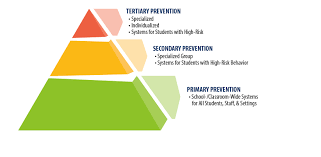 TERTIARY PREVENTION
• Specialized
• Individualized
• Systems for Students with High-Risk
SECONDARY PREVENTION
• Specialized Group
• Systems for Students with High-Risk Behavior
PRIMARY PREVENTION
• School-/Classroom-Wide Systems
for All Students, Staff, & Settings